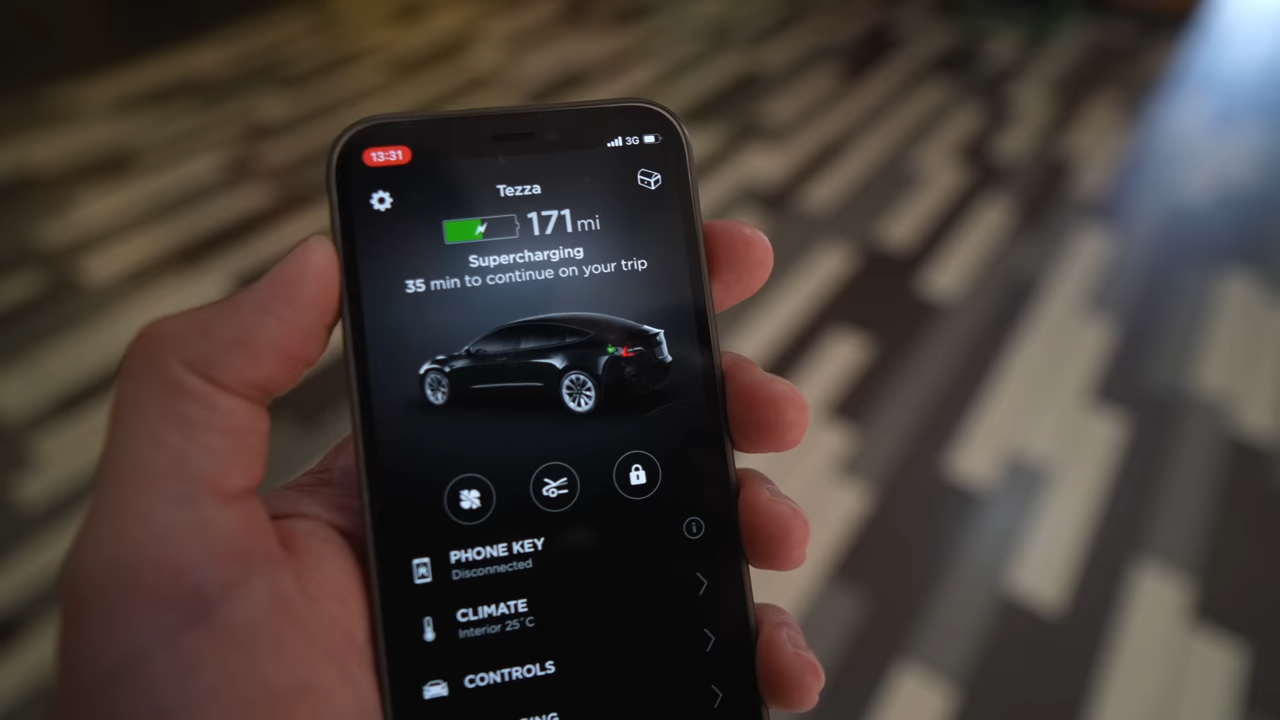 13:31
3G
Tezza
171 mi
Supercharging
35 min to continue on your trip
PHONE KEY
Disconnected
CLIMATE
Interior 25°C
CONTROLS